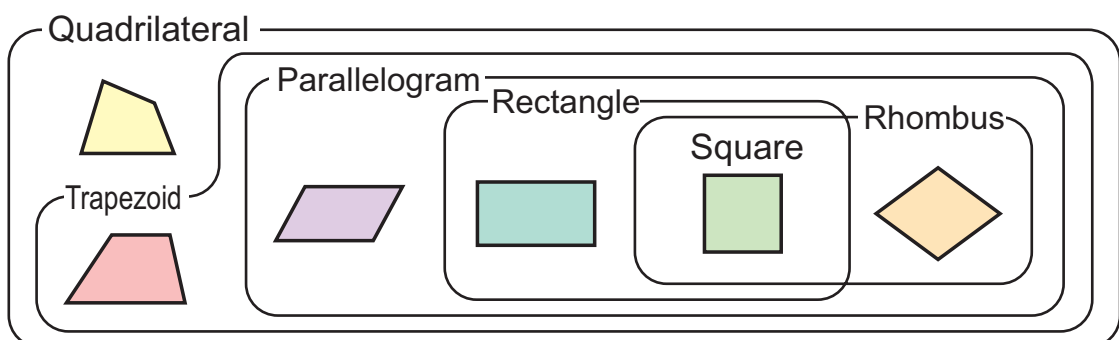 Quadrilateral
Parallelogram
Rectangle
Rhombus
Square
Trapezoid